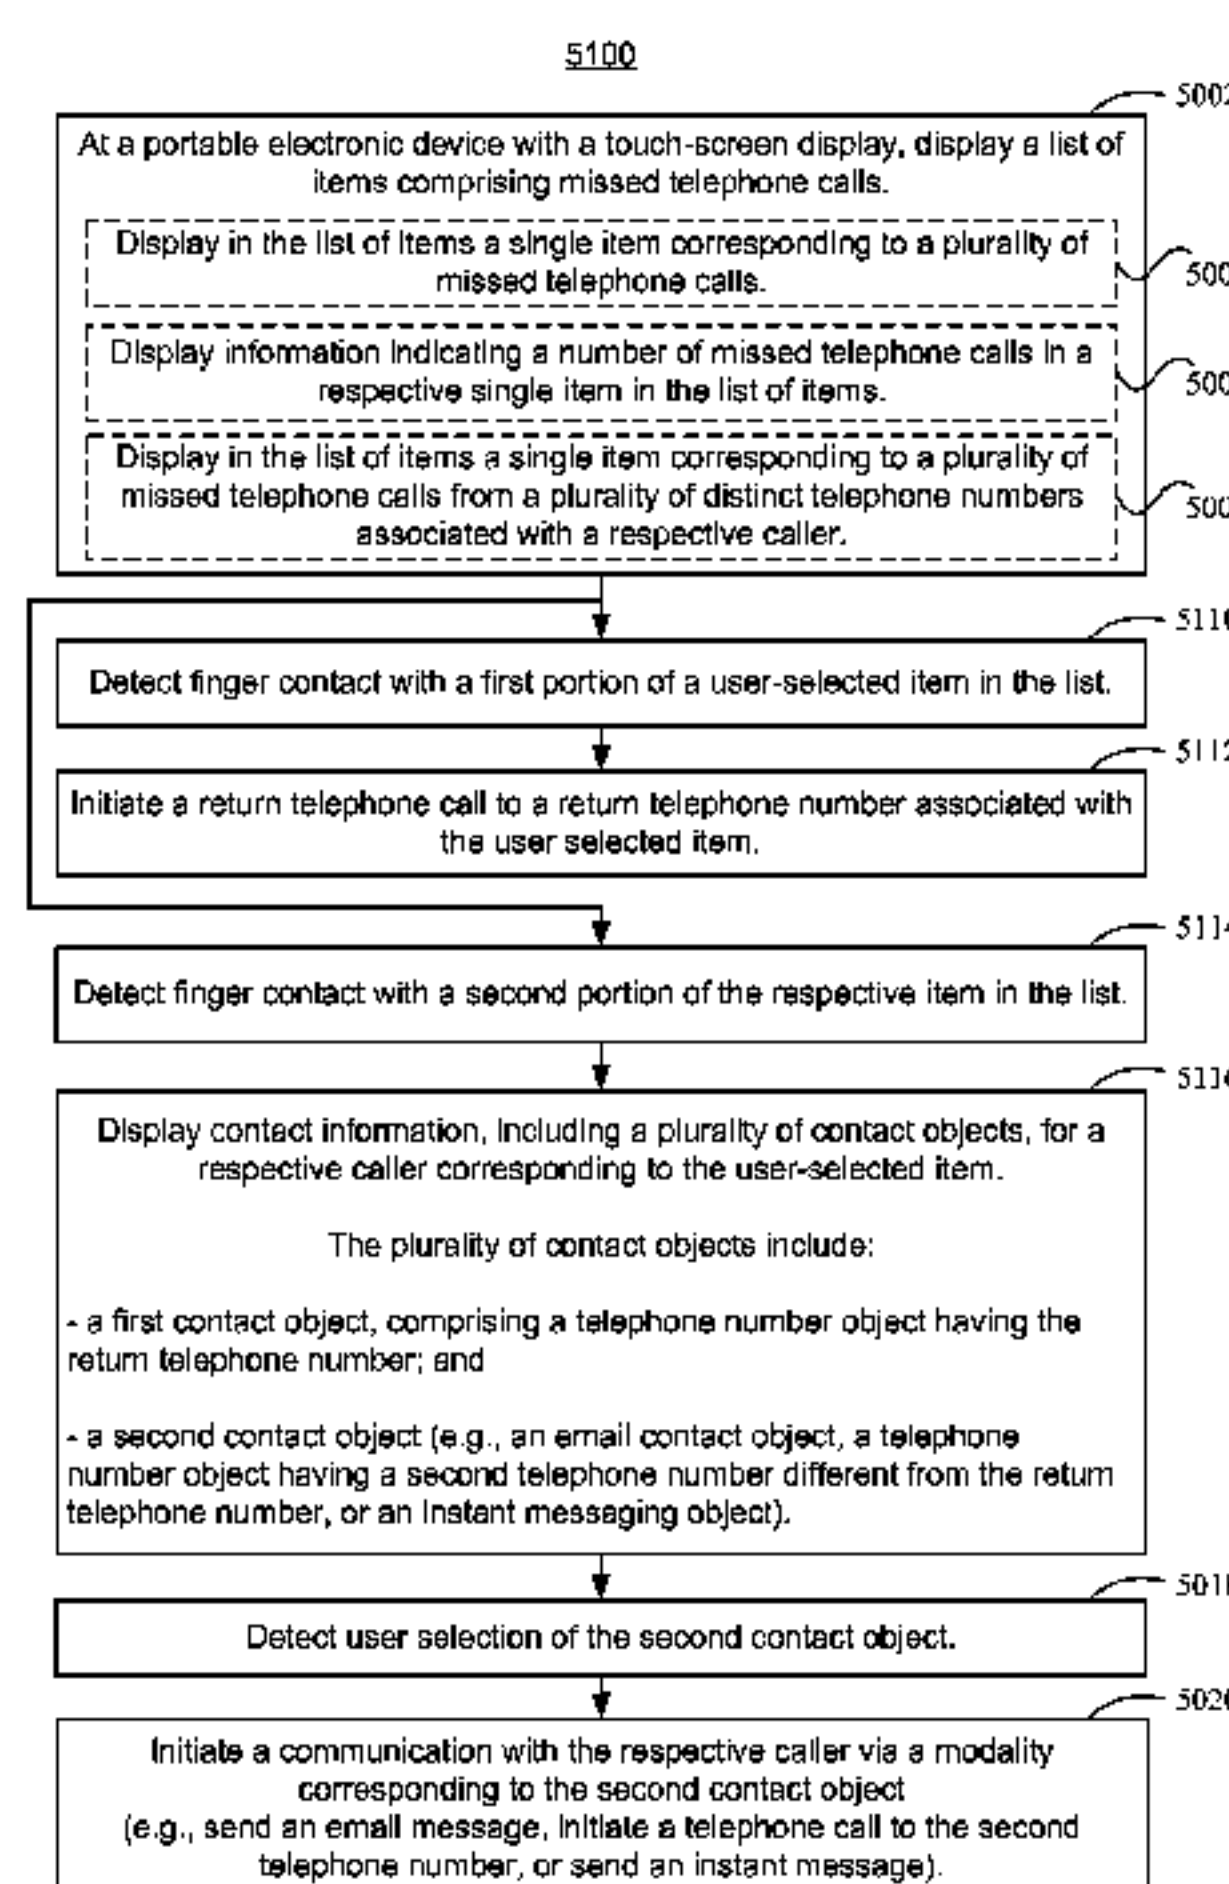 5100
5002
At a portable electronic device with a touch-screen display, display a list of
items comprising missed telephone calls.
Display in the list of items a single item corresponding to a plurality of
missed telephone calls.
Display information indicating a number of missed telephone calls in a
respective single item in the list of items.
Display in the list of items a single item corresponding to a plurality of
missed telephone calls from a plurality of distinct telephone numbers
associated with a respective caller.
Detect finger contact with a first portion of a user-selected item in the list.
5112
Initiate a return telephone call to a return telephone number associated with
the user selected item.
5114
Detect finger contact with a second portion of the respective item in the list.
Display contact information, including a plurality of contact objects, for a
respective caller corresponding to the user-selected item.
The plurality of contact objects include:
- a first contact object, comprising a telephone number object having the
return telephone number; and
- a second contact object (e.g., an email contact object, a telephone
number object having a second telephone number different from the return
telephone number, or an instant messaging object).
Detect user selection of the second contact object.
Initiate a communication with the respective caller via a modality
corresponding to the second contact object
(e.g., send an email message, initiate a telephone call to the second
telephone number, or send an instant message).